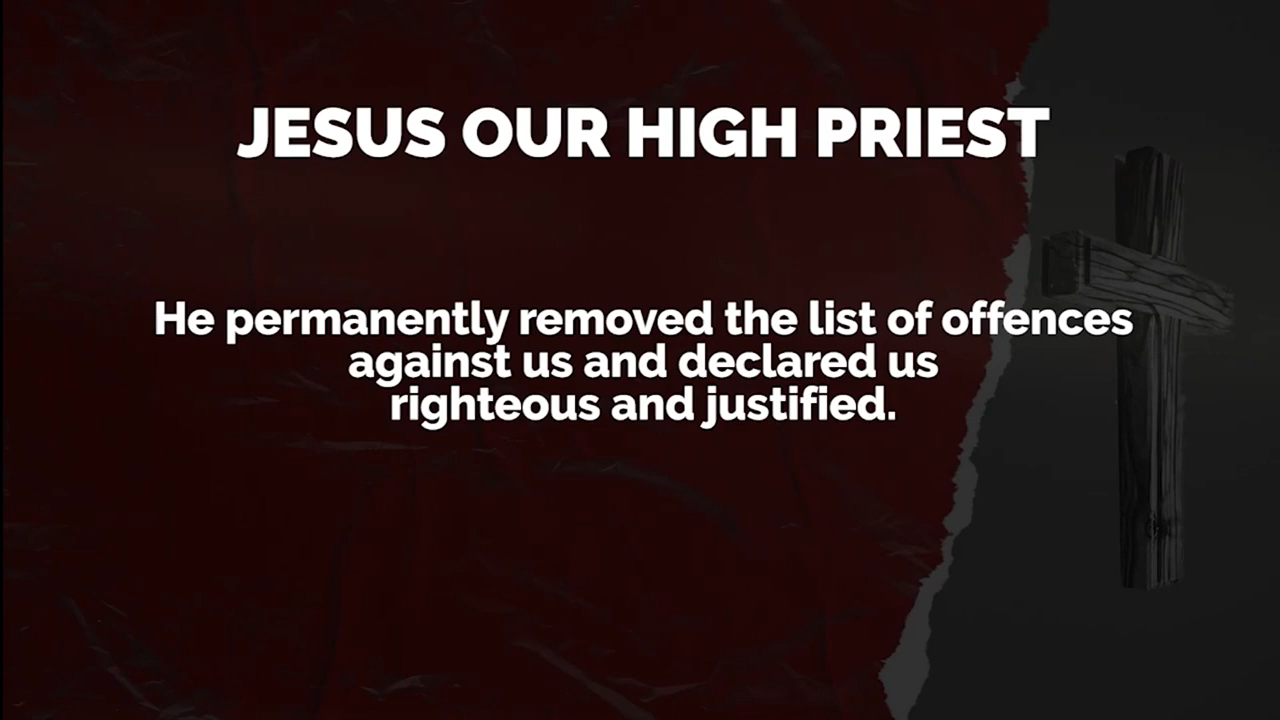 JESUS OUR HIGH PRIEST
He permanently removed the list of offences
against us and declared us
righteous and justified.